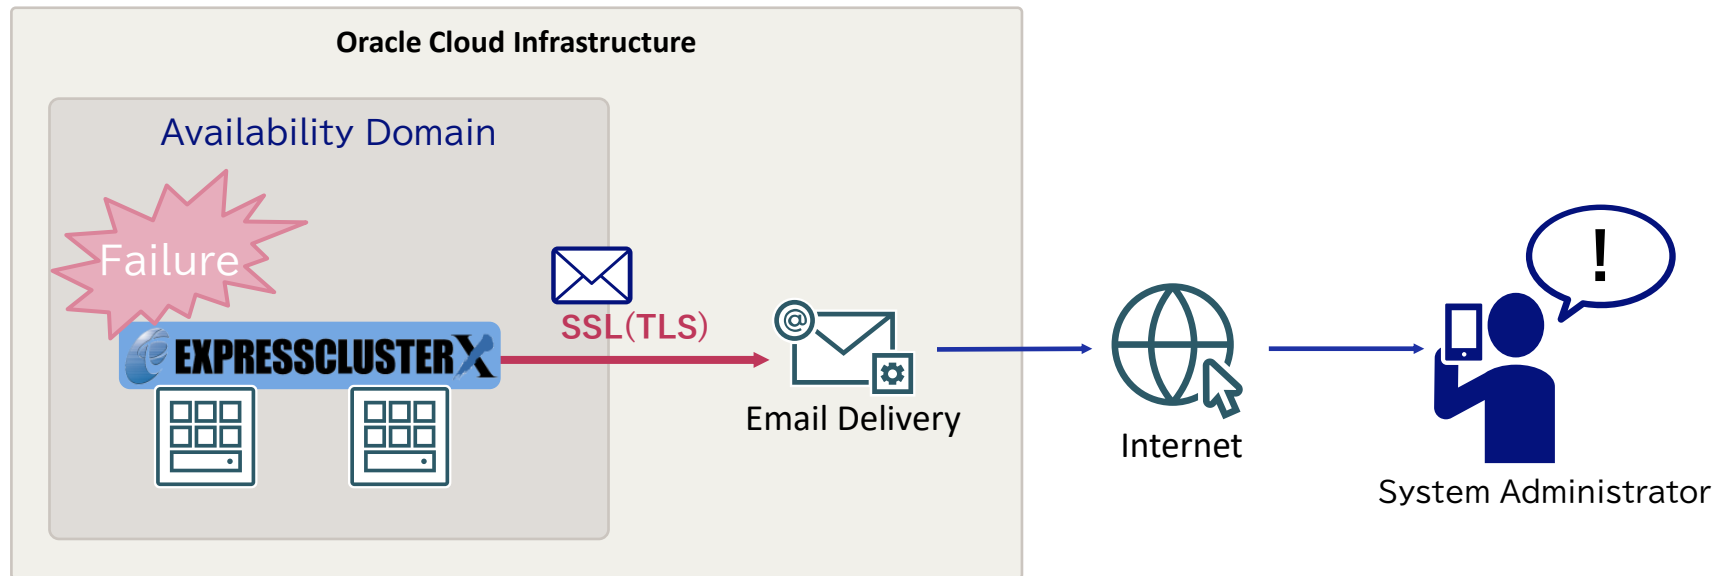 Oracle Cloud Infrastructure
Availability Domain
Failure
SSL(TLS)
EXPRESSCLUSTER X
@
Email Delivery
Internet
!
System Administrator